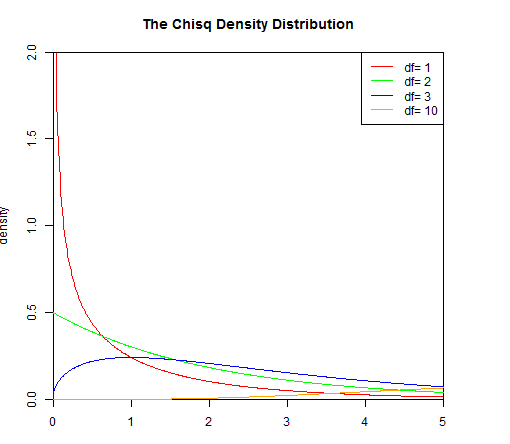 The Chisq Density Distribution
df= 1
df= 2
df= 3
df= 10
density
2.0
1.5
1.0
0.5
0.0
0 1 2 3 4 5